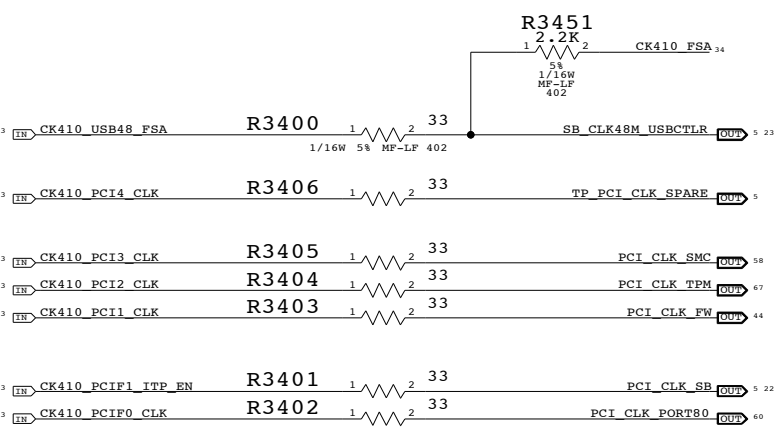 R3451
2.2K
1 2 CK410_FSA 34
5%
1/16W
MF-LF
402
3 IN CK410_USB48_FSA R3400 1 2 33 SB_CLK48M_USBCTLR OUT 5 23
1/16W 5% MF-LF 402
3 IN CK410_PCI4_CLK R3406 1 2 33 TP_PCI_CLK_SPARE OUT 5
3 IN CK410_PCI3_CLK R3405 1 2 33 PCI_CLK_SMC OUT 58
3 IN CK410_PCI2_CLK R3404 1 2 33 PCI_CLK_TPM OUT 67
3 IN CK410_PCI1_CLK R3403 1 2 33 PCI_CLK_FW OUT 44
3 IN CK410_PCIF1_ITP_EN R3401 1 2 33 PCI_CLK_SB OUT 5 22
3 IN CK410_PCIF0_CLK R3402 1 2 33 PCI_CLK_PORT80 OUT 60